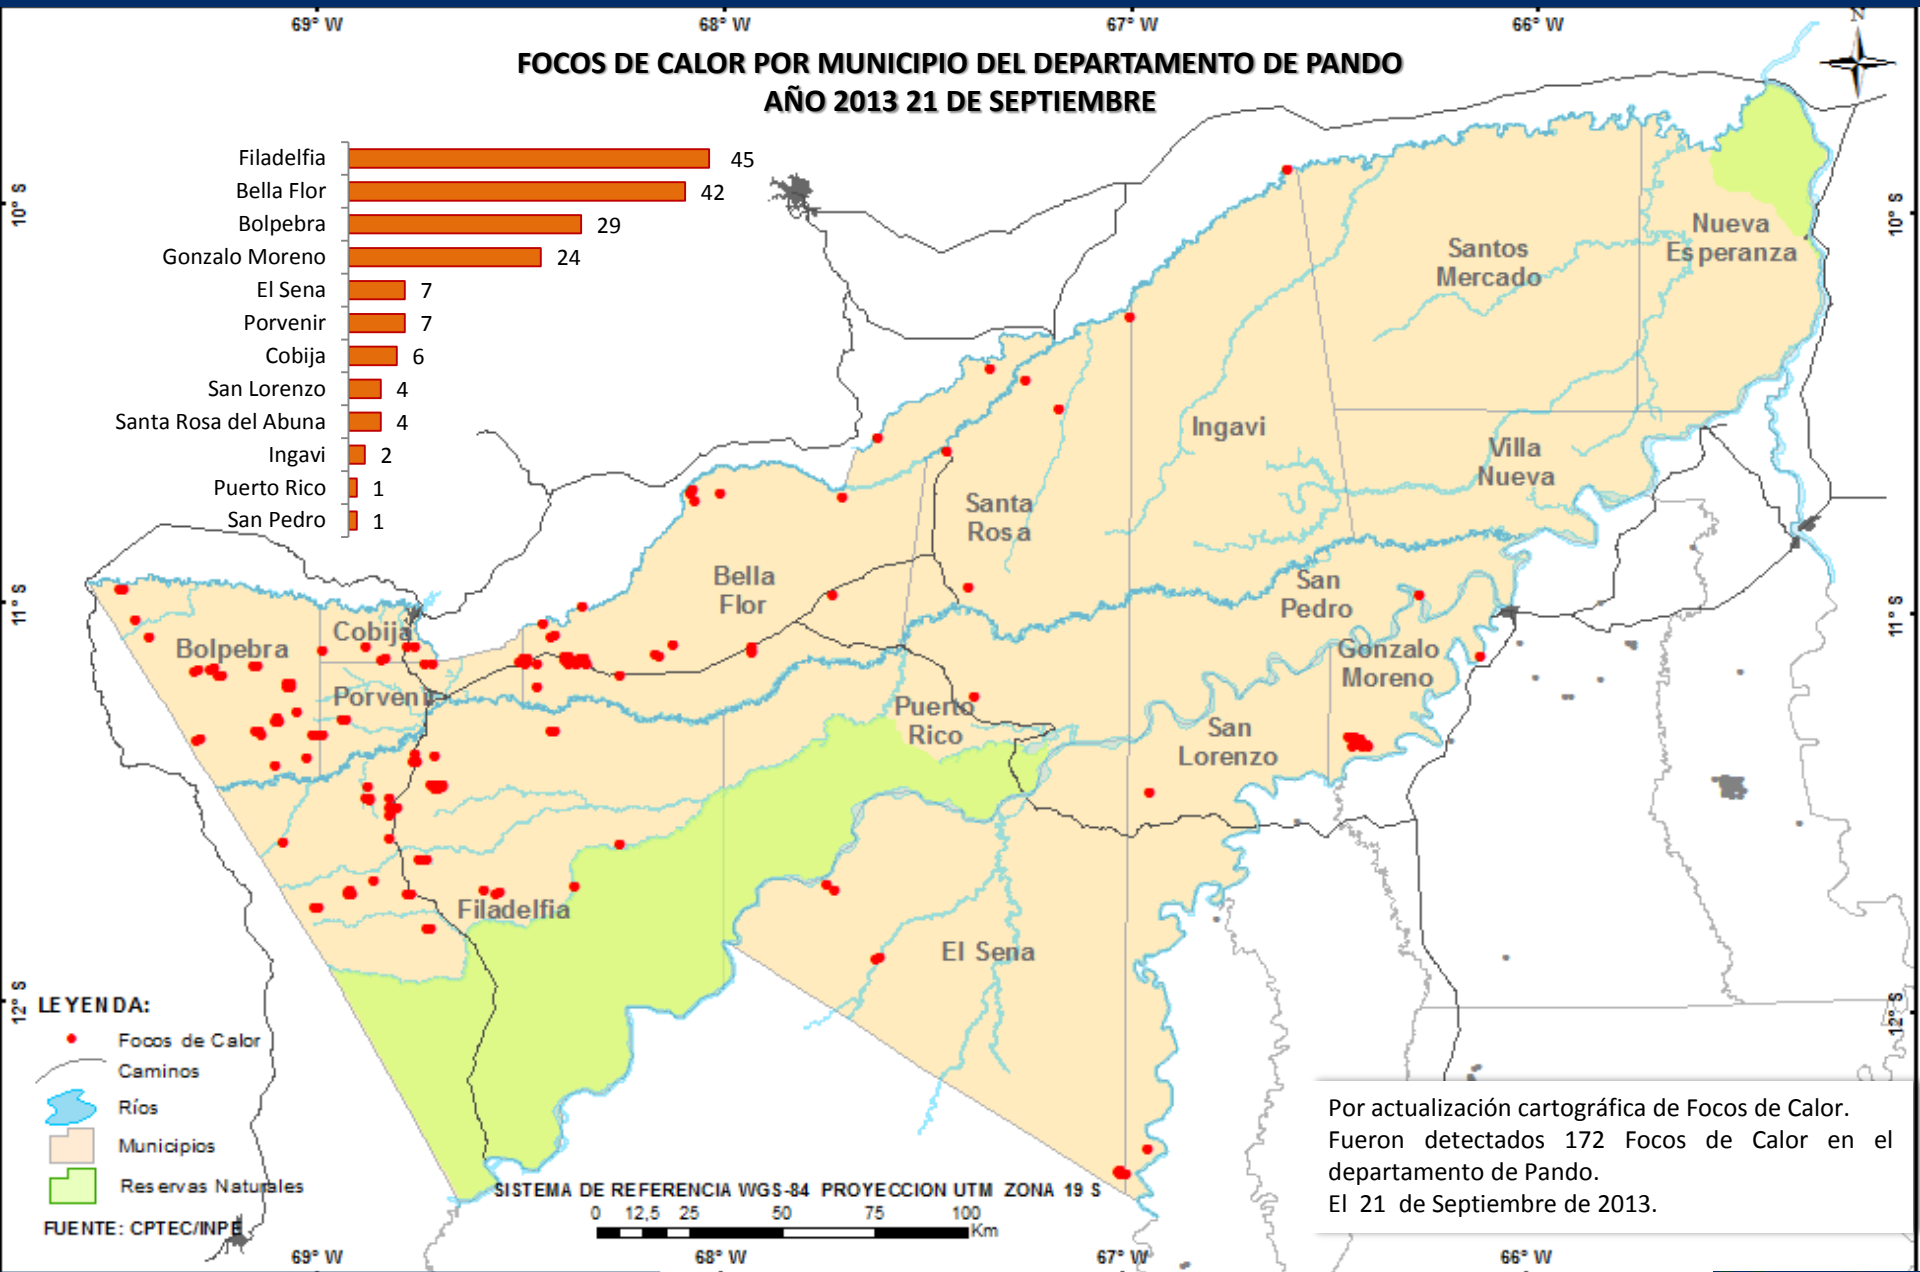 69° W 68° W 67° W 66° W
N
FOCOS DE CALOR POR MUNICIPIO DEL DEPARTAMENTO DE PANDO
AÑO 2013 21 DE SEPTIEMBRE
Filadelfia 45
Bella Flor 42
Bolpebra 29
Gonzalo Moreno 24
El Sena 7
Porvenir 7
Cobija 6
San Lorenzo 4
Santa Rosa del Abuna 4
Ingavi 2
Puerto Rico 1
San Pedro 1
10° S
10° S
11° S
11° S
12° S
12° S
Nueva
Esperanza
Santos
Mercado
Ingavi
Villa
Nueva
Santa
Rosa
Bella
Flor
San
Pedro
Cobija
Bolpebra
Gonzalo
Moreno
Porvenir
Puerto
Rico
San
Lorenzo
Filadelfia
El Sena
LEYENDA:
Focos de Calor
Caminos
Ríos
Municipios
Reservas Naturales
FUENTE: CPTEC/INPE
SISTEMA DE REFERENCIA WGS-84 PROYECCION UTM ZONA 19 S
0 12,5 25 50 75 100
Km
Por actualización cartográfica de Focos de Calor.
Fueron detectados 172 Focos de Calor en el
departamento de Pando.
El 21 de Septiembre de 2013.
69° W 68° W 67° W 66° W